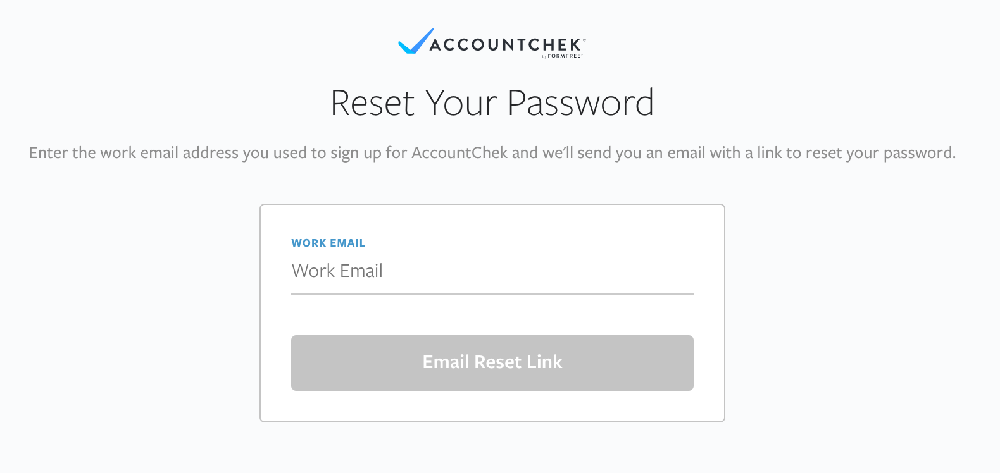 ACCOUNTCHEK®
by FORMFREE
Reset Your Password
Enter the work email address you used to sign up for AccountChek and we'll send you an email with a link to reset your password.
WORK EMAIL
Work Email
Email Reset Link